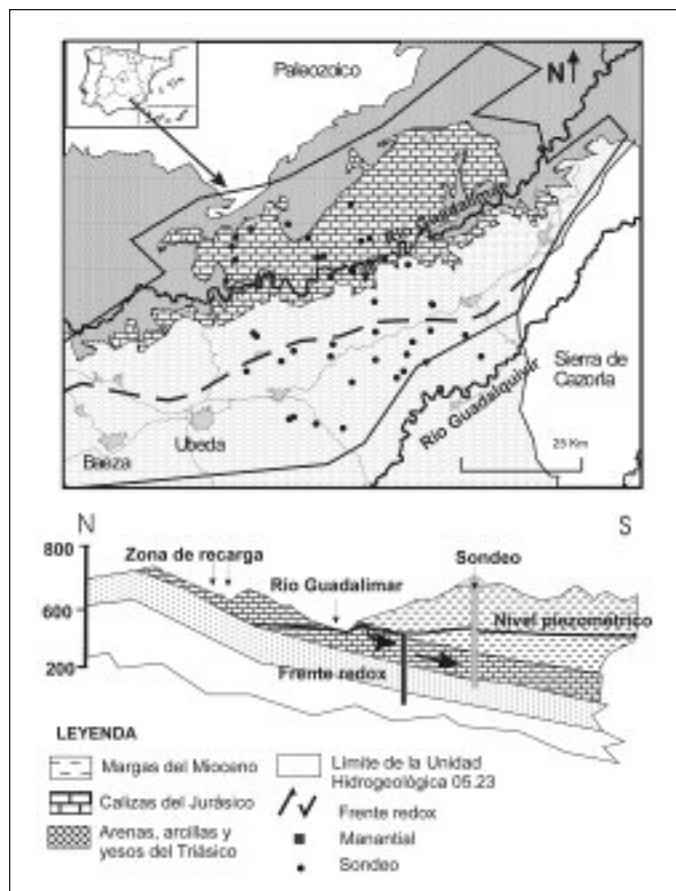 Paleozoico
N
Río Guadalimar
Sierra de
Cazorla
Río Guadalquivir
Ubeda
Baeza
25 Km
N
S
800
600
200
Zona de recarga
Río Guadalimar
Sondeo
Nivel piezométrico
Frente redox
LEYENDA
Margas del Mioceno
Calizas del Jurásico
Arenas, arcillas y
yesos del Triásico
Límite de la Unidad
Hidrogeológica 05.23
Frente redox
Manantial
Sondeo